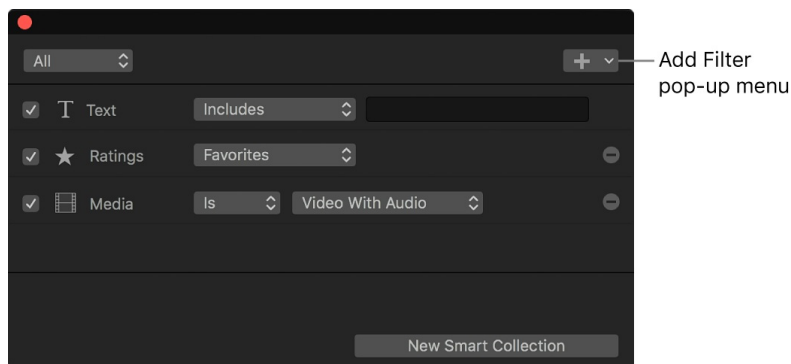 All
Add Filter
pop-up menu
Text Includes
Ratings Favorites
Media Is Video With Audio
New Smart Collection